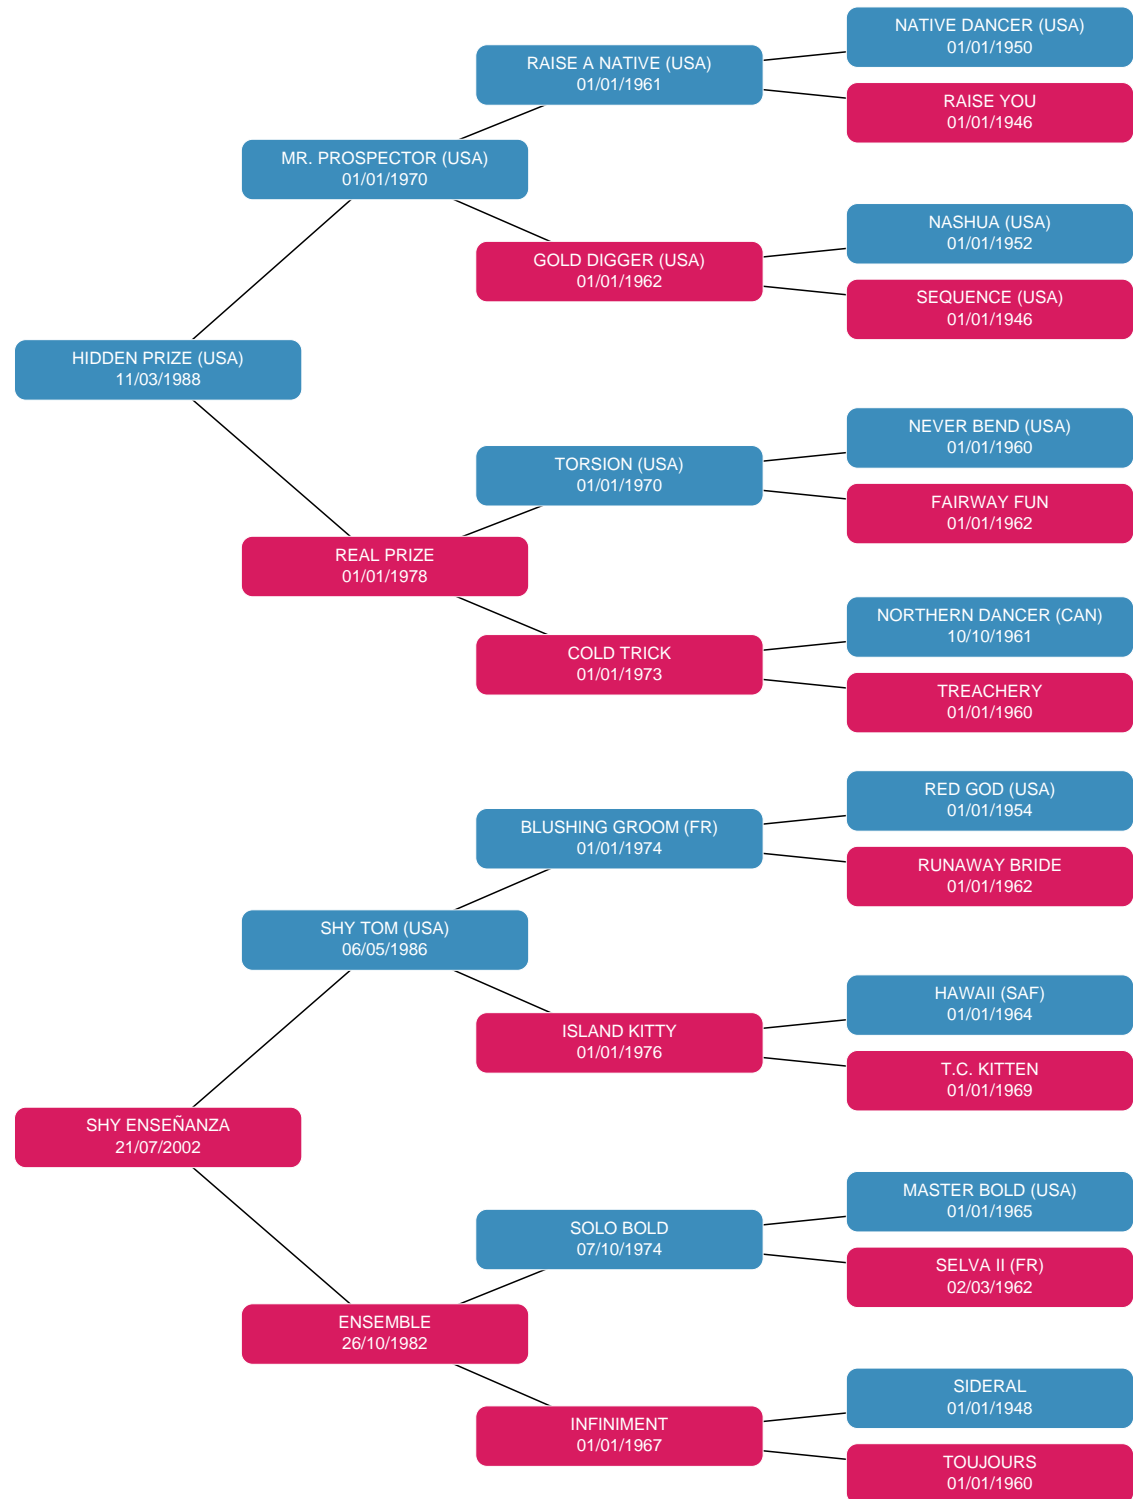 NATIVE DANCER (USA)
01/01/1950
RAISE A NATIVE (USA)
01/01/1961
RAISE YOU
01/01/1946
MR. PROSPECTOR (USA)
01/01/1970
NASHUA (USA)
01/01/1952
GOLD DIGGER (USA)
01/01/1962
SEQUENCE (USA)
01/01/1946
HIDDEN PRIZE (USA)
11/03/1988
NEVER BEND (USA)
01/01/1960
TORSION (USA)
01/01/1970
FAIRWAY FUN
01/01/1962
REAL PRIZE
01/01/1978
NORTHERN DANCER (CAN)
10/10/1961
COLD TRICK
01/01/1973
TREACHERY
01/01/1960
RED GOD (USA)
01/01/1954
BLUSHING GROOM (FR)
01/01/1974
RUNAWAY BRIDE
01/01/1962
SHY TOM (USA)
06/05/1986
HAWAII (SAF)
01/01/1964
ISLAND KITTY
01/01/1976
T.C. KITTEN
01/01/1969
SHY ENSEÑANZA
21/07/2002
MASTER BOLD (USA)
01/01/1965
SOLO BOLD
07/10/1974
SELVA II (FR)
02/03/1962
ENSEMBLE
26/10/1982
SIDERAL
01/01/1948
INFINIMENT
01/01/1967
TOUJOURS
01/01/1960